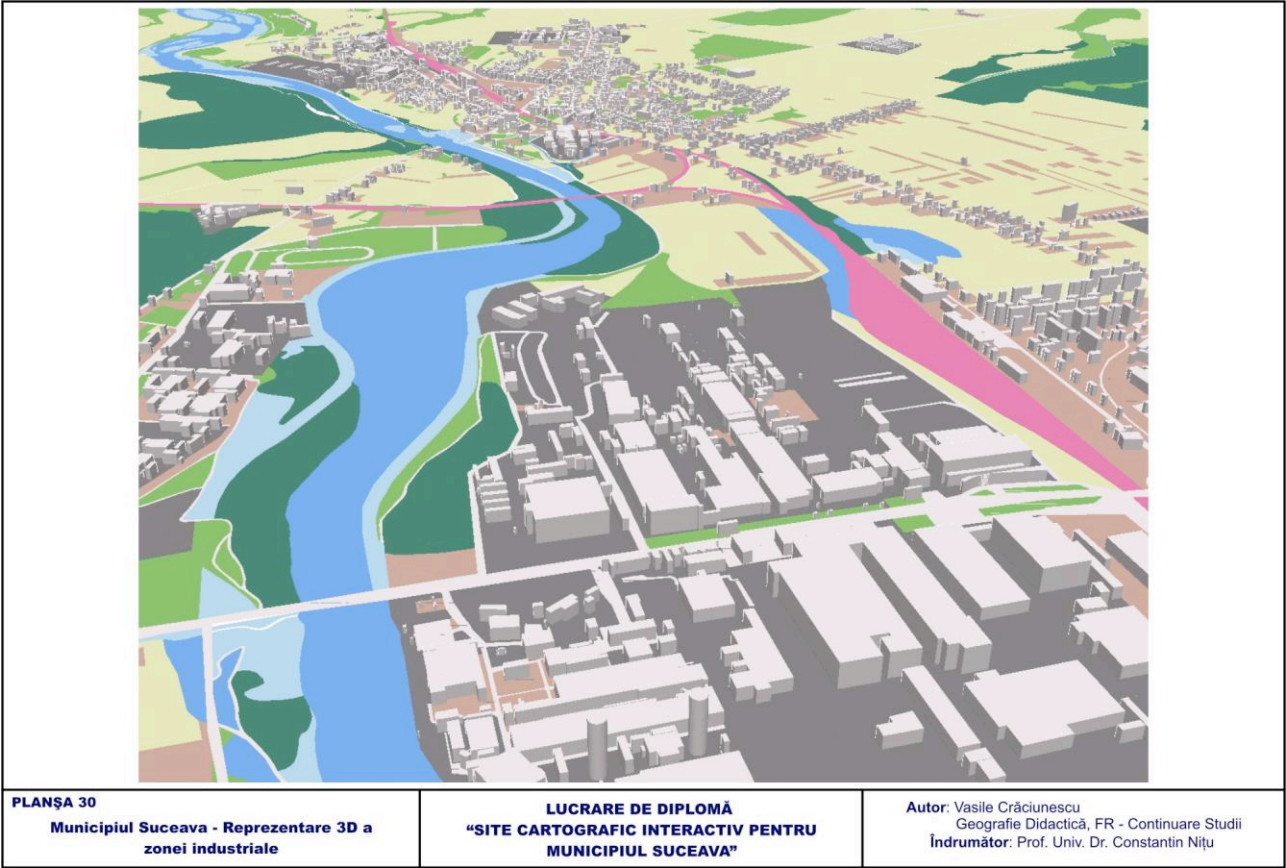 PLANŞA 30
Municipiul Suceava - Reprezentare 3D a
zonei industriale
LUCRARE DE DIPLOMĂ
“SITE CARTOGRAFIC INTERACTIV PENTRU
MUNICIPIUL SUCEAVA”
Autor: Vasile Crăciunescu
Geografie Didactică, FR - Continuare Studii
Îndrumător: Prof. Univ. Dr. Constantin Niţu